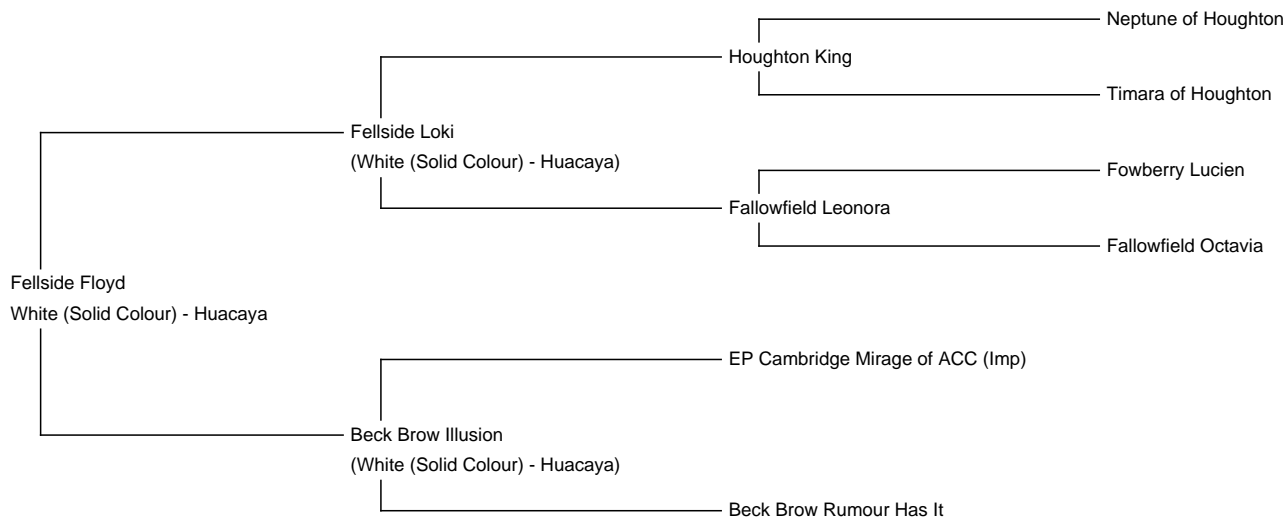 Neptune of Houghton
Houghton King
Timara of Houghton
Fellside Loki
(White (Solid Colour) - Huacaya)
Fowberry Lucien
Fallowfield Leonora
Fallowfield Octavia
Fellside Floyd
White (Solid Colour) - Huacaya
EP Cambridge Mirage of ACC (Imp)
Beck Brow Illusion
(White (Solid Colour) - Huacaya)
Beck Brow Rumour Has It